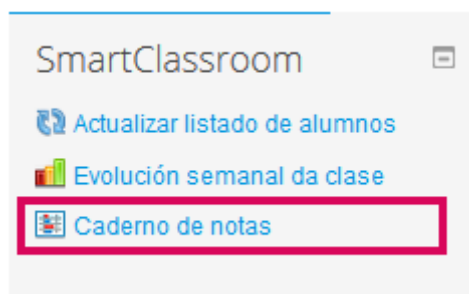 SmartClassroom
Actualizar listado de alumnos
Evolución semanal da clase
Caderno de notas